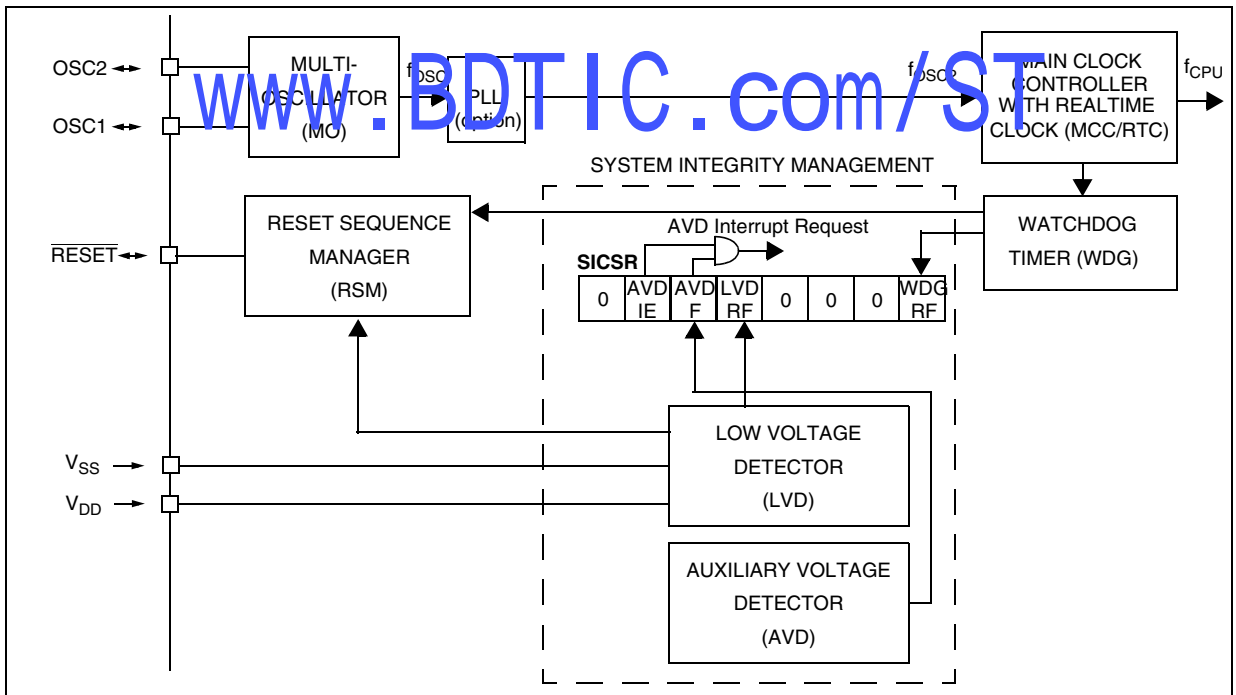 OSC2
OSC1
MULTI-
OSCILLATOR
(MO)
fOSC
PLL
(option)
fOSC2
MAIN CLOCK
CONTROLLER
WITH REALTIME
CLOCK (MCC/RTC)
fCPU
www.BDTIC.com/ST
SYSTEM INTEGRITY MANAGEMENT
RESET
RESET SEQUENCE
MANAGER
(RSM)
AVD Interrupt Request
WATCHDOG
TIMER (WDG)
SICSR
0
AVD
IE
AVD
F
LVD
RF
0
0
0
WDG
RF
VSS
VDD
LOW VOLTAGE
DETECTOR
(LVD)
AUXILIARY VOLTAGE
DETECTOR
(AVD)